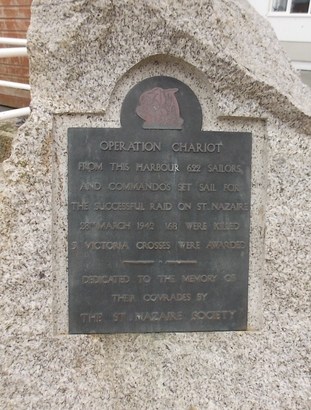 OPERATION CHARIOT
FROM THIS HARBOUR 622 SAILORS
AND COMMANDOS SET SAIL FOR
THE SUCCESSFUL RAID ON ST. NAZAIRE
28TH MARCH 1942 168 WERE KILLED
5 VICTORIA CROSSES WERE AWARDED
DEDICATED TO THE MEMORY OF
THEIR COMRADES BY
THE ST NAZAIRE SOCIETY